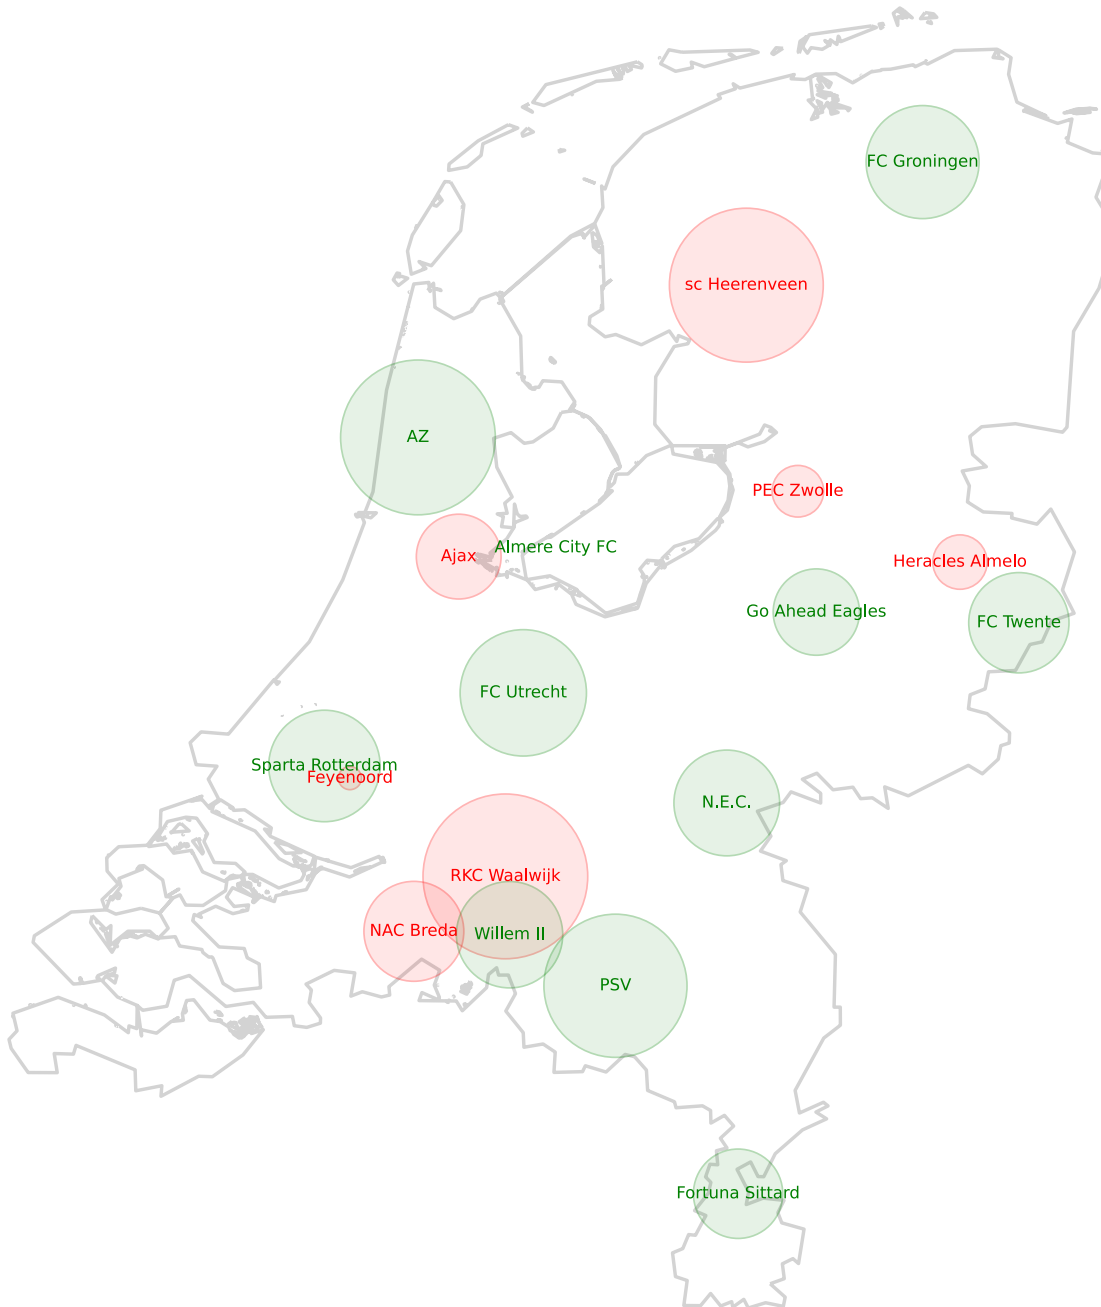 FC Groningen
sc Heerenveen
AZ
PEC Zwolle
Almere City FC
Ajax
Heracles Almelo
Go Ahead Eagles
FC Twente
FC Utrecht
Sparta Rotterdam
Feyenoord
N.E.C.
RKC Waalwijk
NAC Breda
Willem II
PSV
Fortuna Sittard